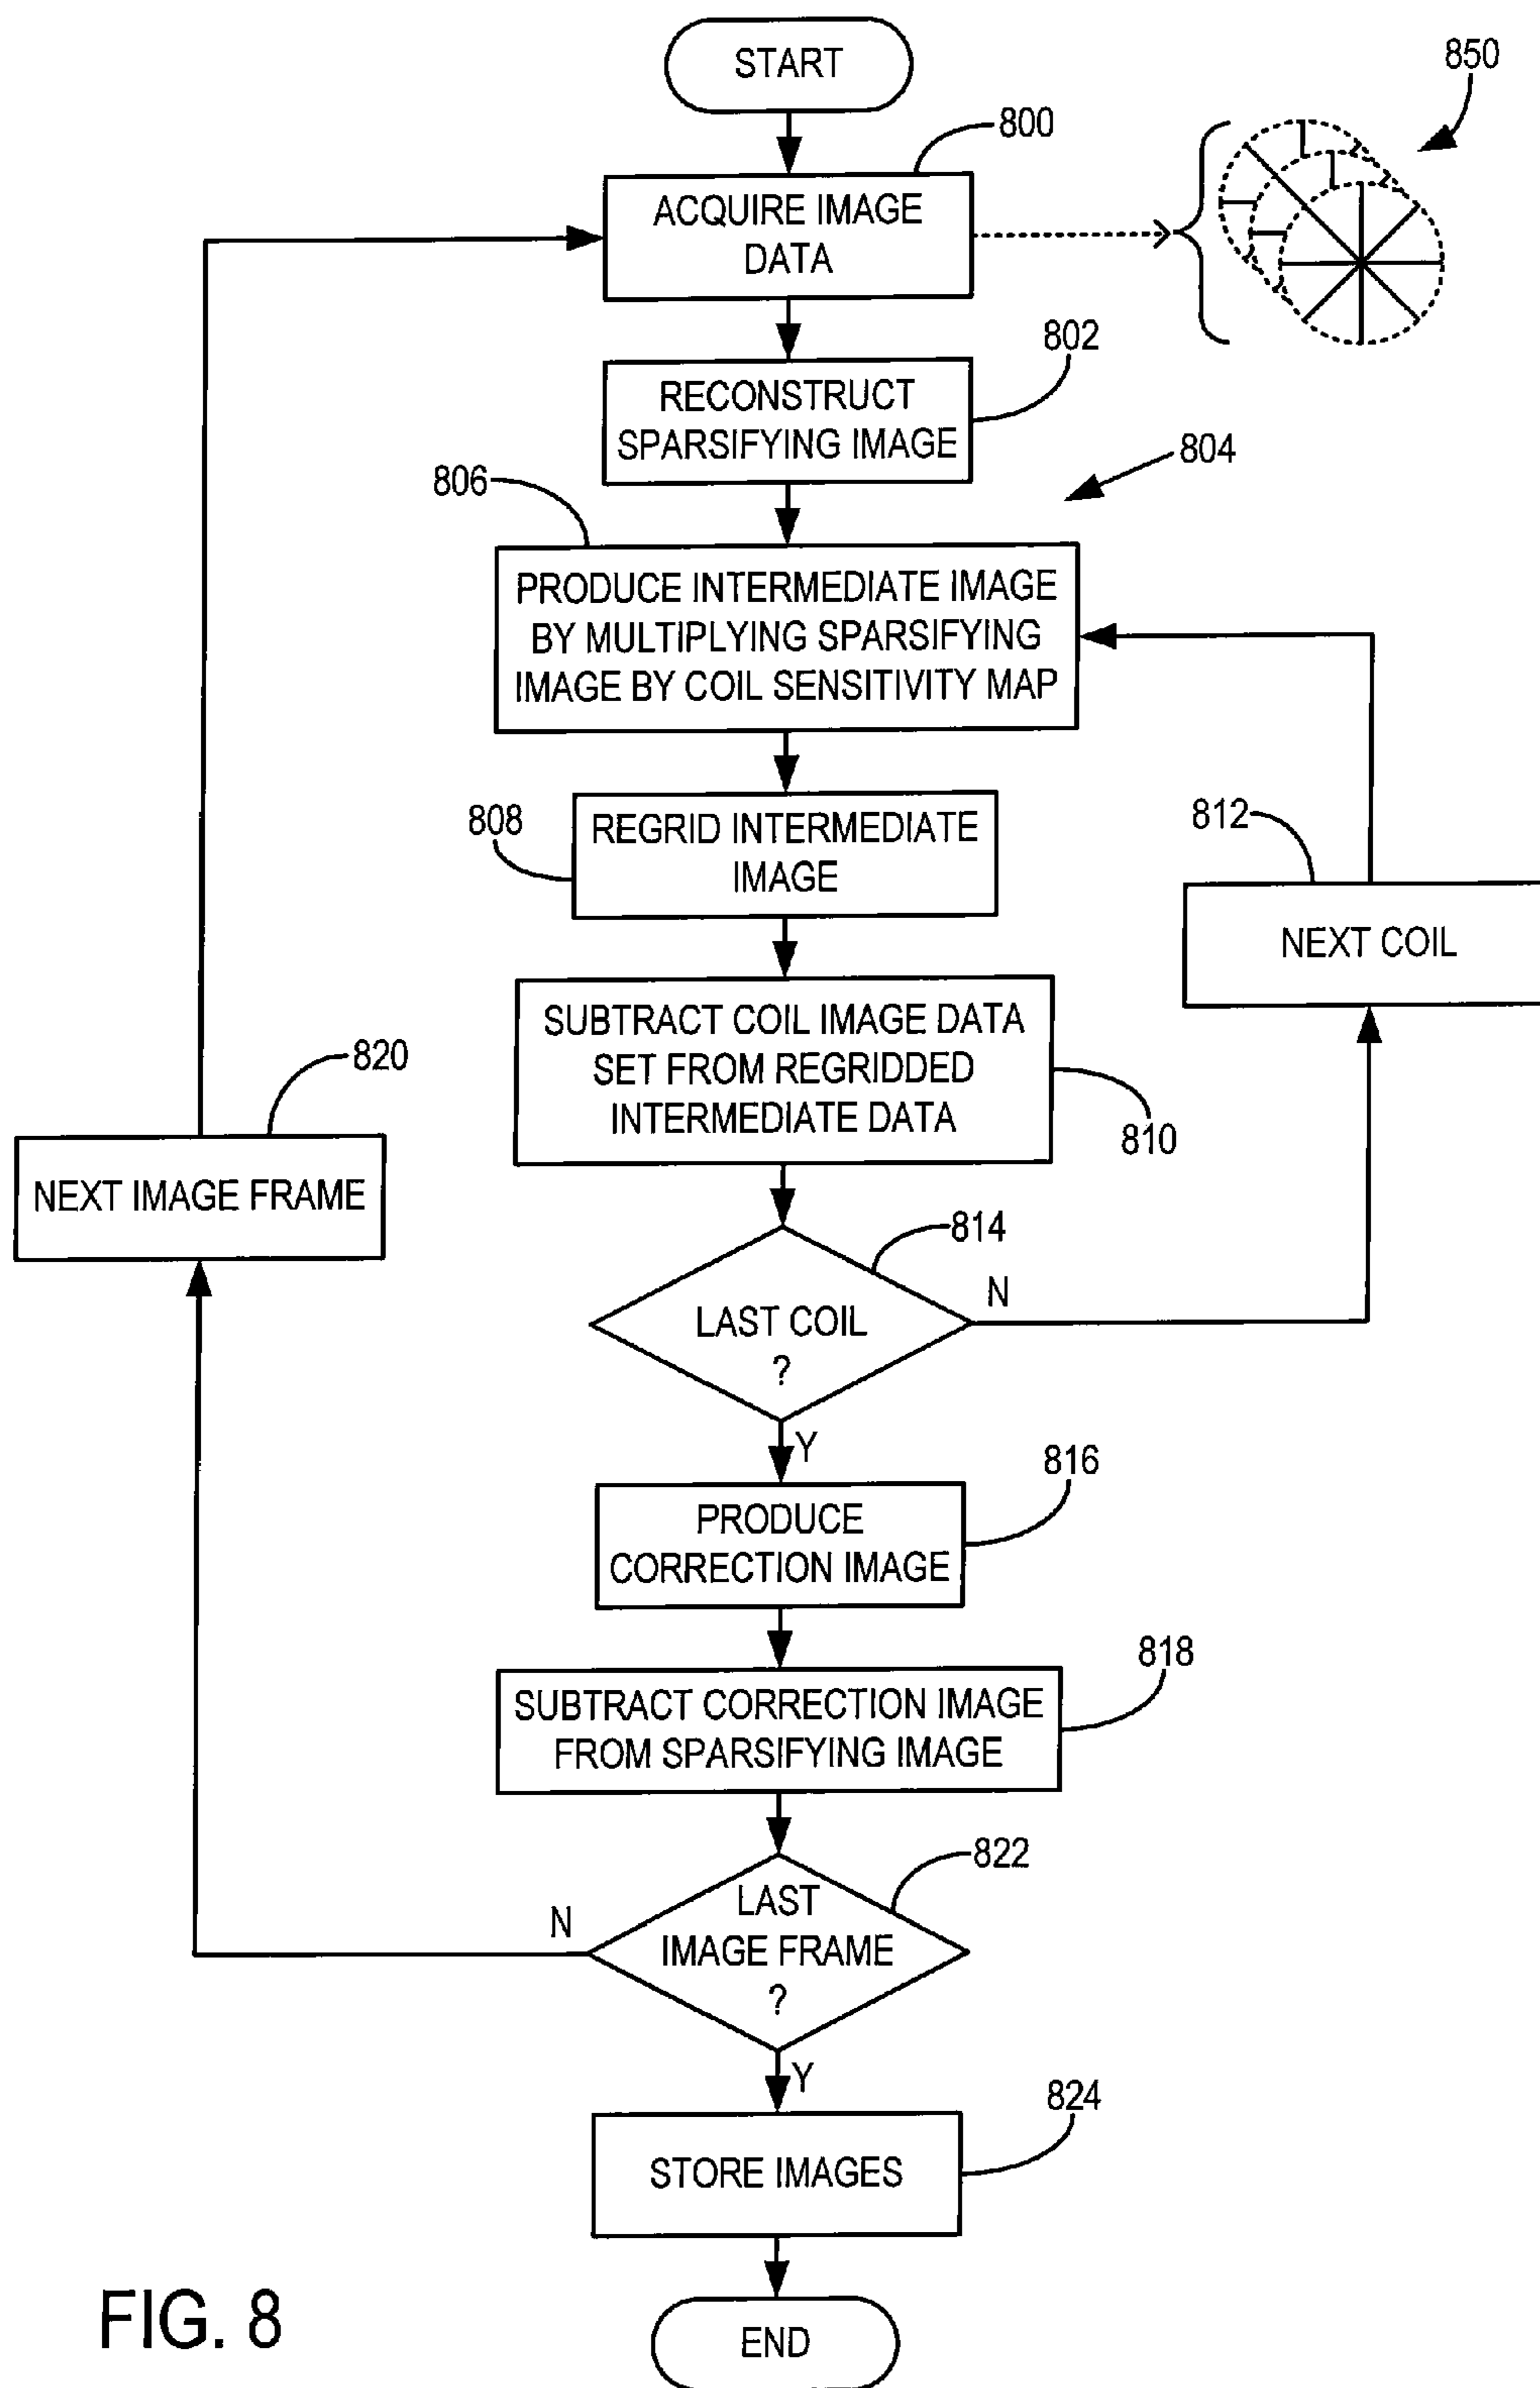 START
850
800
ACQUIRE IMAGE
DATA
802
RECONSTRUCT
SPARSIFYING IMAGE
804
806
PRODUCE INTERMEDIATE IMAGE
BY MULTIPLYING SPARSIFYING
IMAGE BY COIL SENSITIVITY MAP
808
REGRID INTERMEDIATE
IMAGE
812
NEXT COIL
SUBTRACT COIL IMAGE DATA
SET FROM REGRIDDED
INTERMEDIATE DATA
810
820
NEXT IMAGE FRAME
814
LAST COIL
?
N
Y
816
PRODUCE
CORRECTION IMAGE
818
SUBTRACT CORRECTION IMAGE
FROM SPARSIFYING IMAGE
822
LAST
IMAGE FRAME
?
N
Y
824
STORE IMAGES
END
FIG. 8